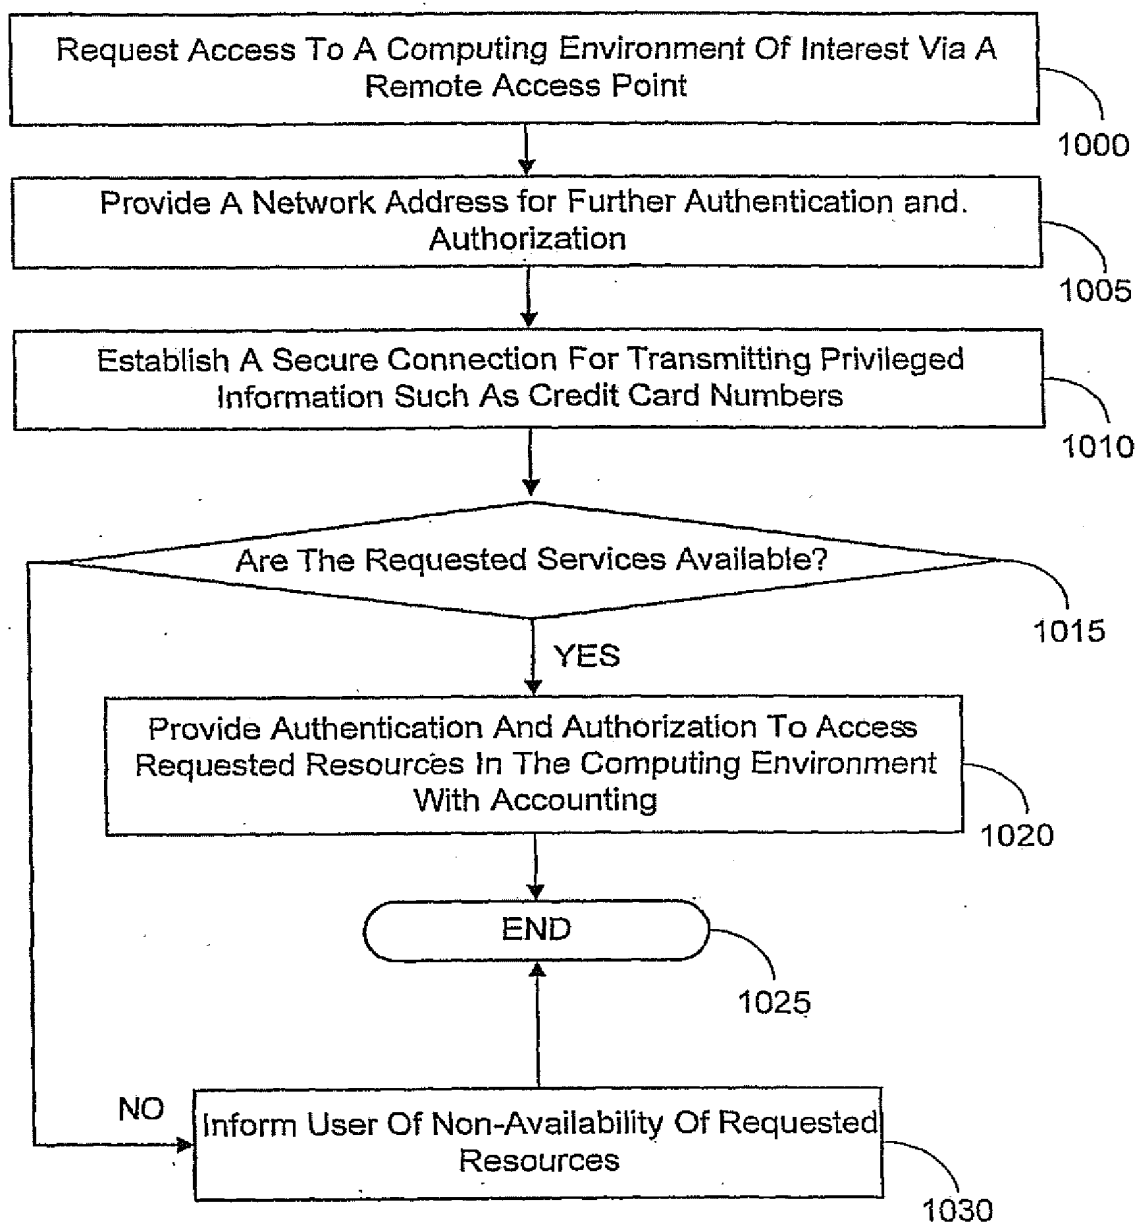 Request Access To A Computing Environment Of Interest Via A
Remote Access Point
1000
Provide A Network Address for Further Authentication and.
Authorization
1005
Establish A Secure Connection For Transmitting Privileged
Information Such As Credit Card Numbers
1010
Are The Requested Services Available?
1015
YES
Provide Authentication And Authorization To Access
Requested Resources In The Computing Environment
With Accounting
1020
END
1025
NO
Inform User Of Non-Availability Of Requested
Resources
1030